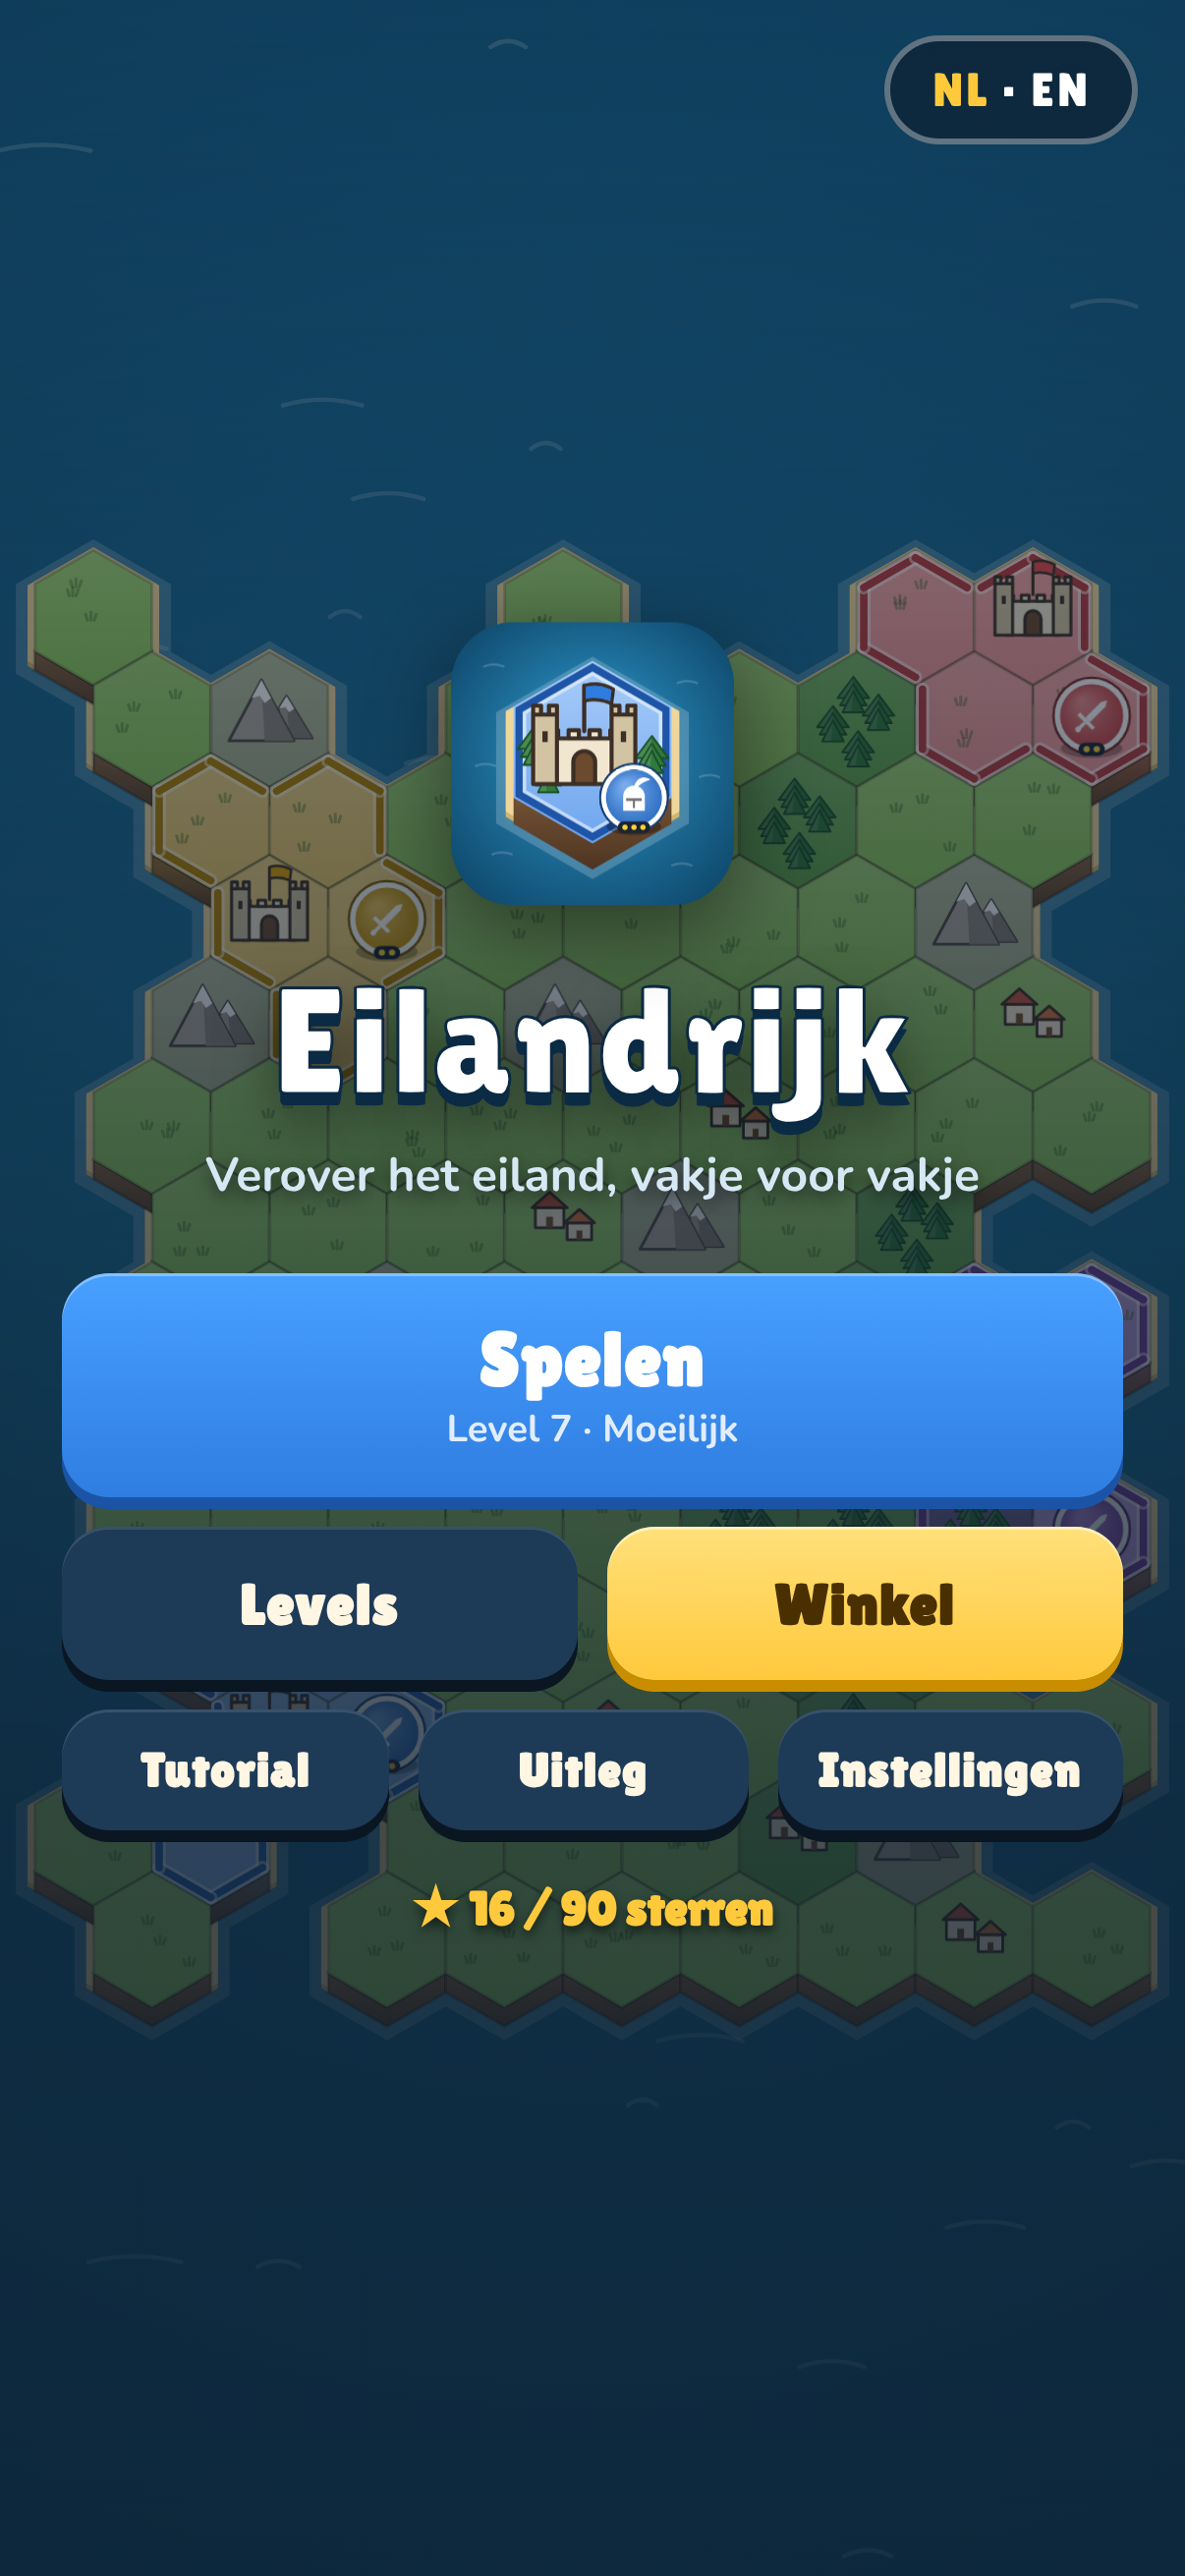 NL · EN
Eilandrijk
Verover het eiland, vakje voor vakje
Spelen
Level 7 · Moeilijk
Levels
Winkel
Tutorial
Uitleg
Instellingen
★ 16 / 90 sterren